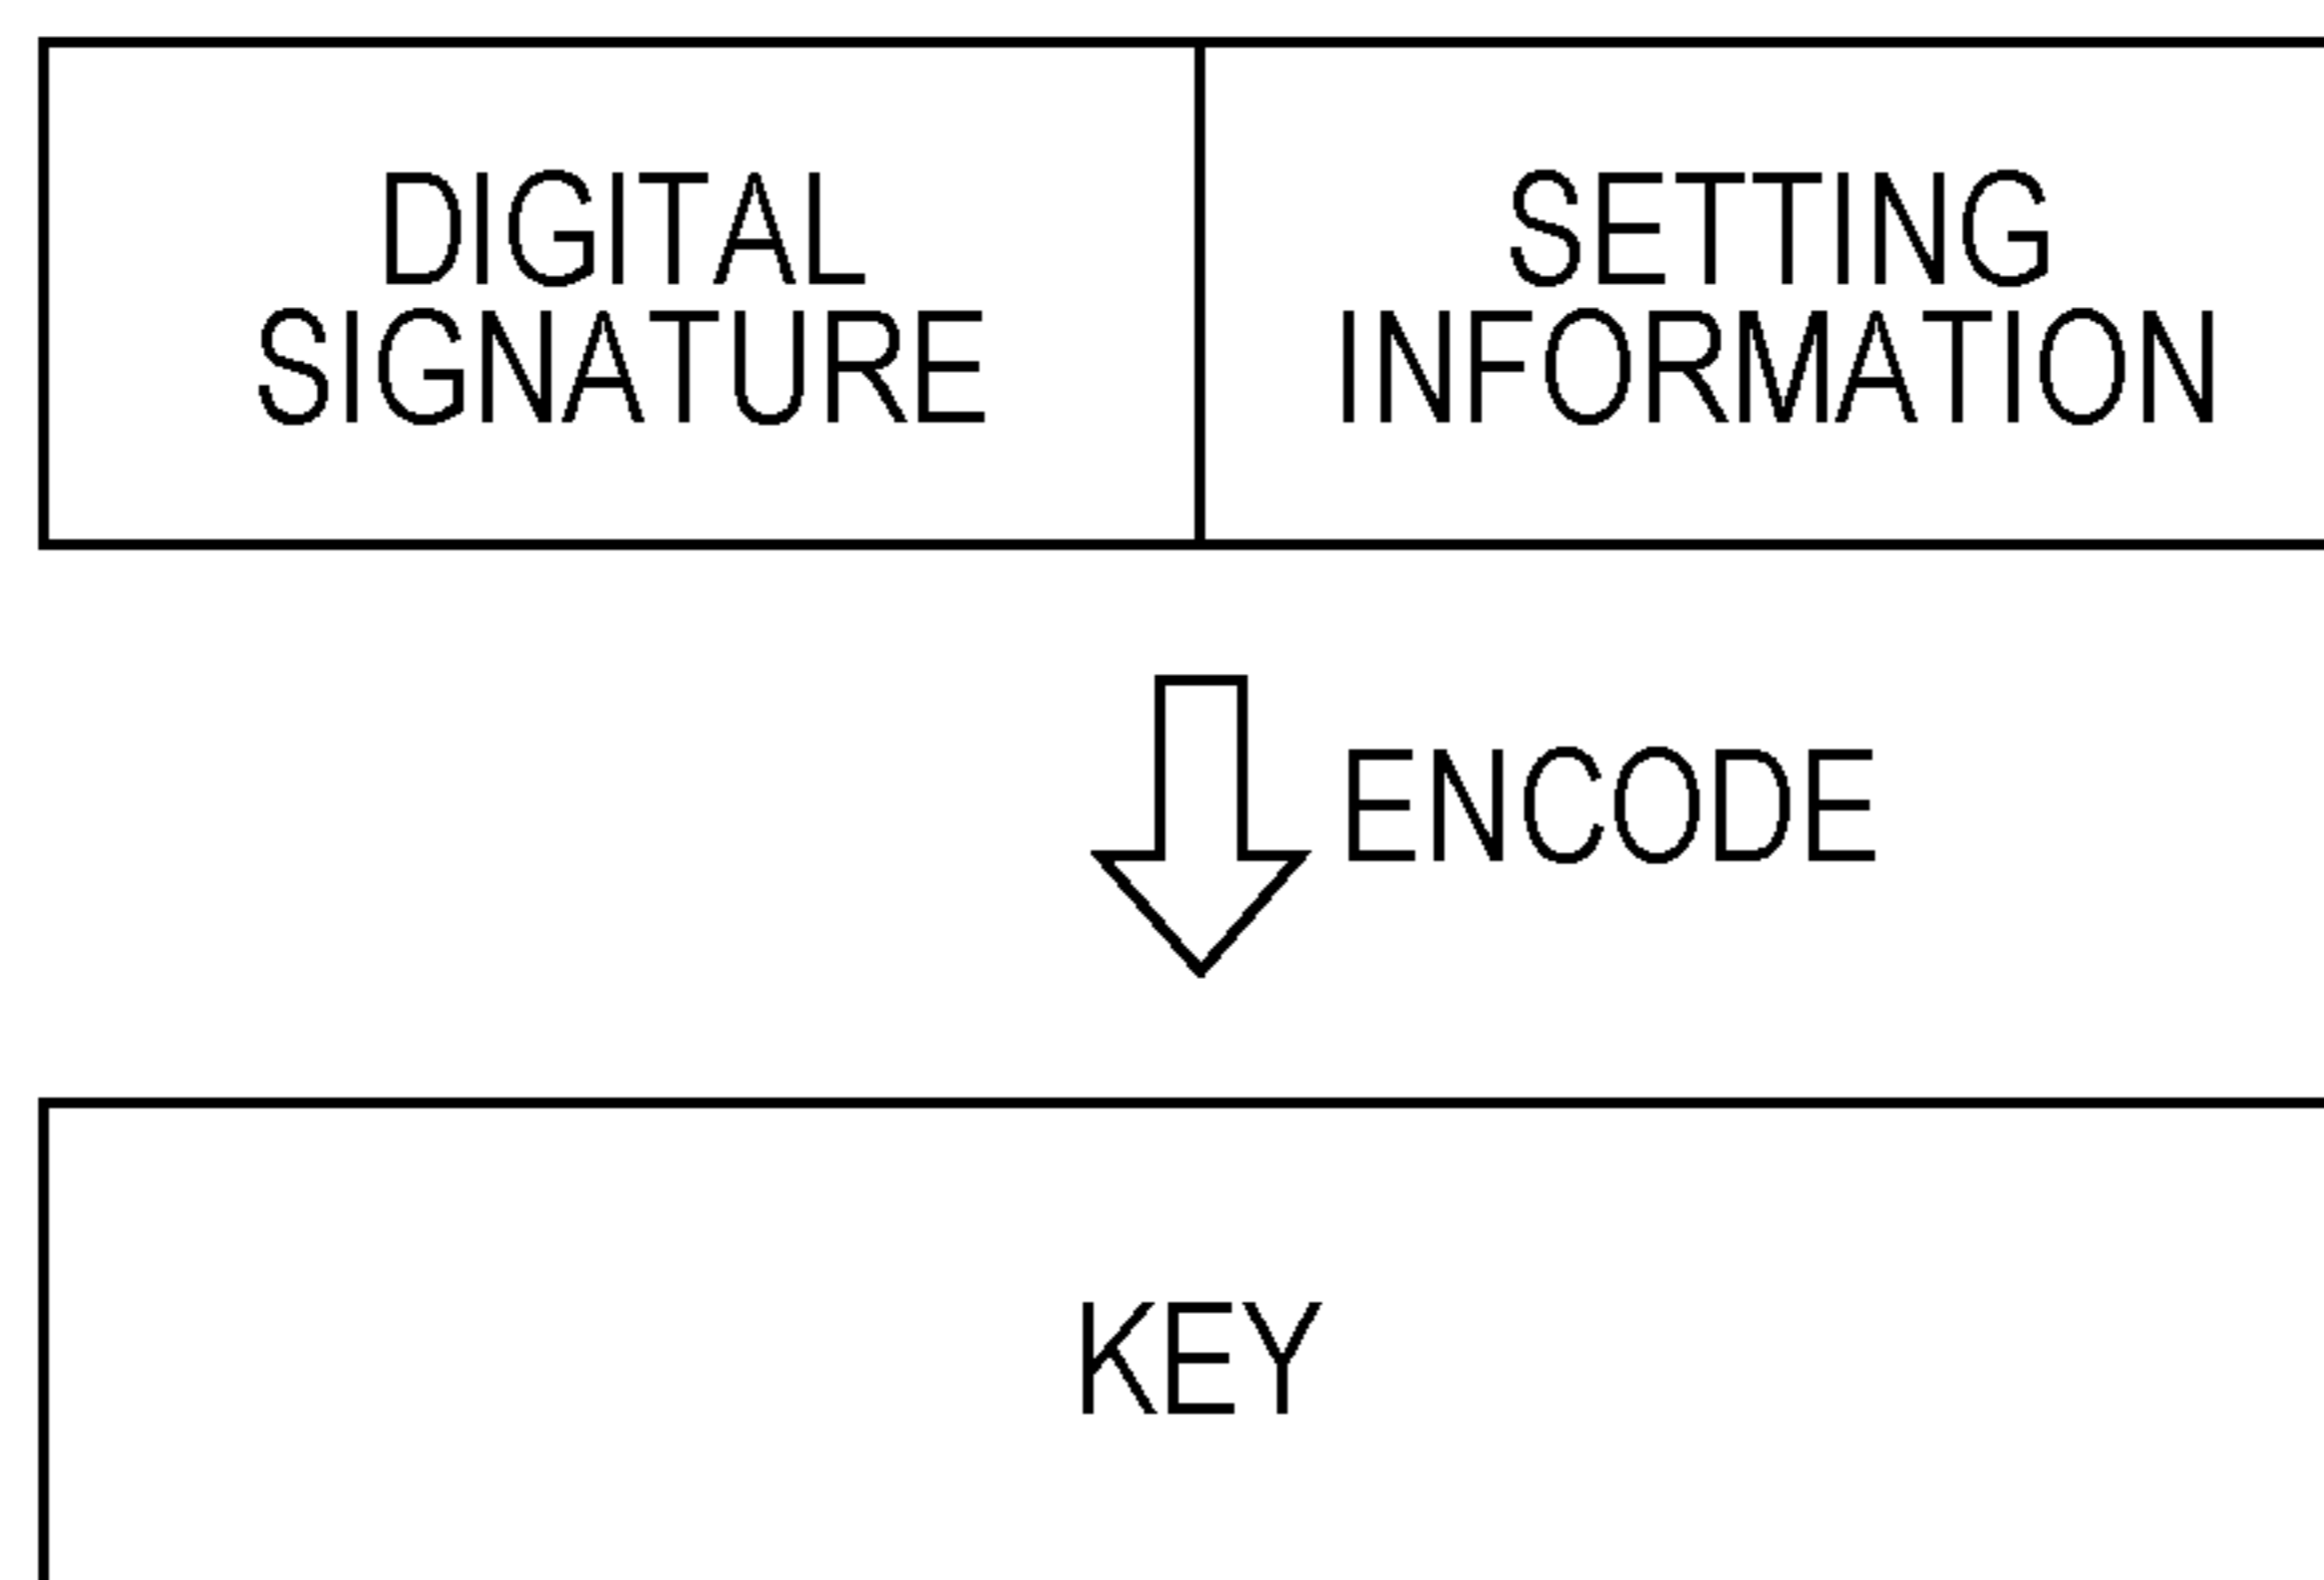 DIGITAL
SIGNATURE
SETTING
INFORMATION
ENCODE
KEY